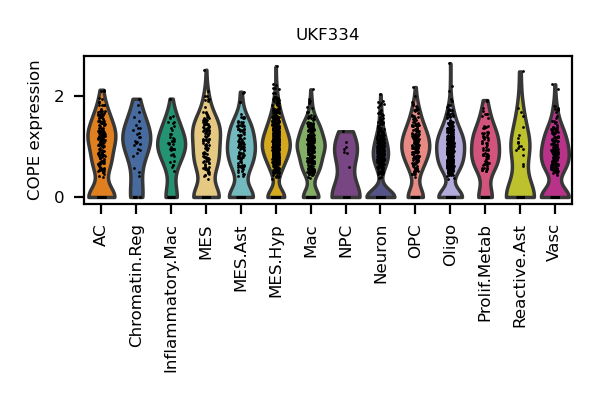 UKF334
COPE expression
2
0
AC
Chromatin.Reg
Inflammatory.Mac
MES
MES.Ast
MES.Hyp
Mac
NPC
Neuron
OPC
Oligo
Prolif.Metab
Reactive.Ast
Vasc